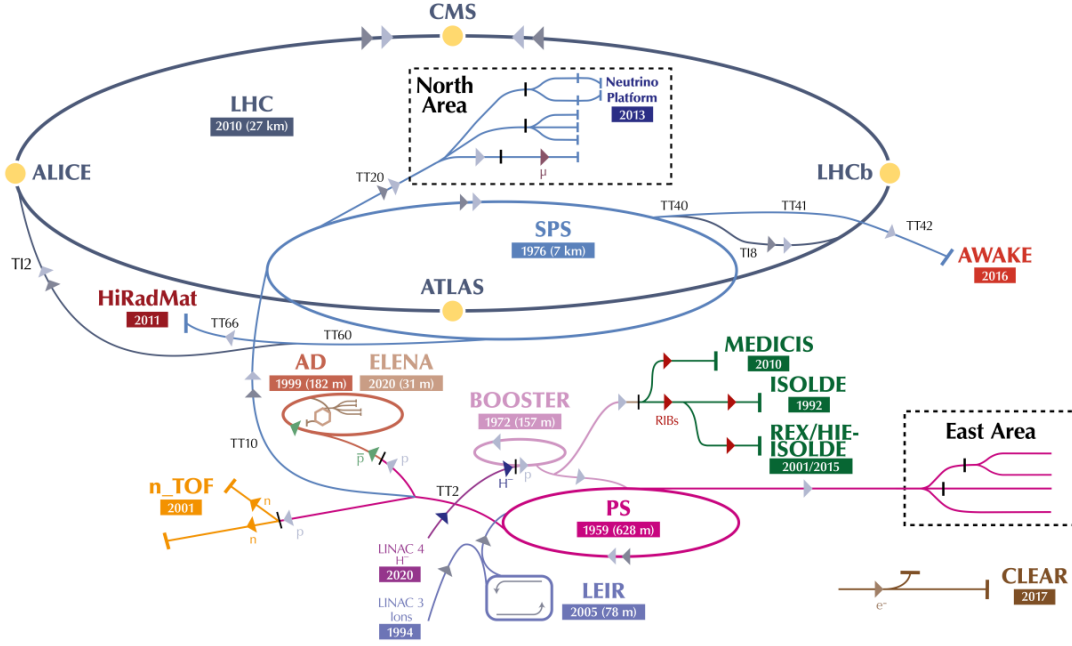 CMS
North
Area
Neutrino
Platform
2013
LHC
2010 (27 km)
μ
ALICE
LHCb
TT20
TT40
TT41
TT42
SPS
1976 (7 km)
TI8
AWAKE
2016
TI2
ATLAS
HiRadMat
2011
TT66
TT60
AD
1999 (182 m)
ELENA
2020 (31 m)
MEDICIS
2010
BOOSTER
1972 (157 m)
ISOLDE
1992
RIBs
REX/HIE-
ISOLDE
2001/2015
East Area
TT10
p̅
p
H⁻
p
TT2
n_TOF
2001
n
n
p
PS
1959 (628 m)
LINAC 4
H⁻
2020
LINAC 3
Ions
1994
LEIR
2005 (78 m)
e⁻
CLEAR
2017